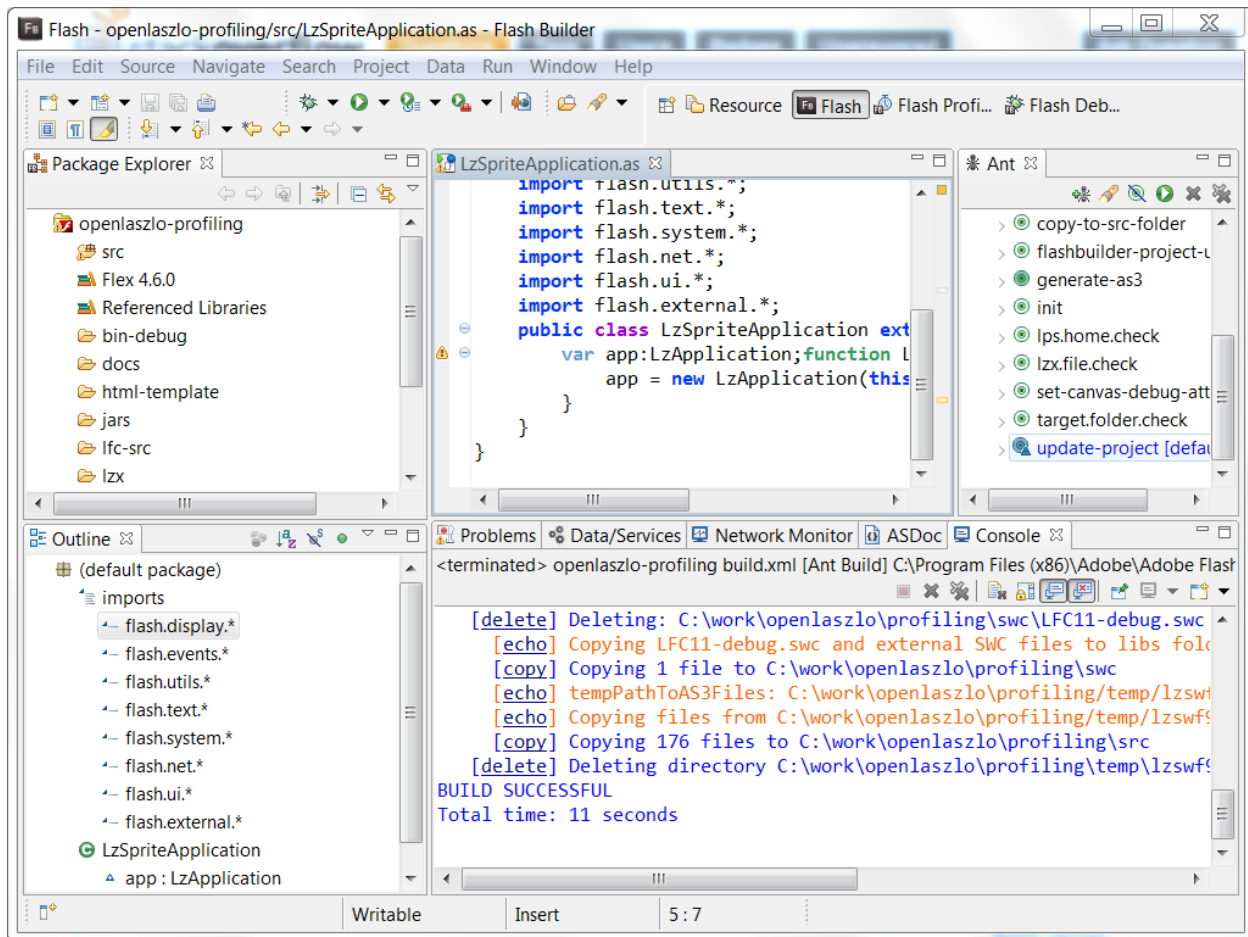 Flash - openlaszlo-profiling/src/LzSpriteApplication.as - Flash Builder
File Edit Source Navigate Search Project Data Run Window Help
Resource Flash Flash Profi... Flash Deb...
Package Explorer
openlaszlo-profiling
src
Flex 4.6.0
Referenced Libraries
bin-debug
docs
html-template
jars
lfc-src
lzx
LzSpriteApplication.as
import flash.utils.*;
import flash.text.*;
import flash.system.*;
import flash.net.*;
import flash.ui.*;
import flash.external.*;
public class LzSpriteApplication ext
var app:LzApplication;function L
app = new LzApplication(this
}
}
}
Ant
copy-to-src-folder
flashbuilder-project-u
generate-as3
init
lps.home.check
lzx.file.check
set-canvas-debug-att
target.folder.check
update-project [defau
Outline
(default package)
imports
flash.display.*
flash.events.*
flash.utils.*
flash.text.*
flash.system.*
flash.net.*
flash.ui.*
flash.external.*
LzSpriteApplication
app : LzApplication
Problems Data/Services Network Monitor ASDoc Console
<terminated> openlaszlo-profiling build.xml [Ant Build] C:\Program Files (x86)\Adobe\Adobe Flash
[delete] Deleting: C:\work\openlaszlo\profiling\swc\LFC11-debug.swc
[echo] Copying LFC11-debug.swc and external SWC files to libs fold
[copy] Copying 1 file to C:\work\openlaszlo\profiling\swc
[echo] tempPathToAS3Files: C:\work\openlaszlo\profiling/temp/lzswf
[echo] Copying files from C:\work\openlaszlo\profiling/temp/lzswf9
[copy] Copying 176 files to C:\work\openlaszlo\profiling\src
[delete] Deleting directory C:\work\openlaszlo\profiling\temp\lzswf9
BUILD SUCCESSFUL
Total time: 11 seconds
Writable Insert 5 : 7